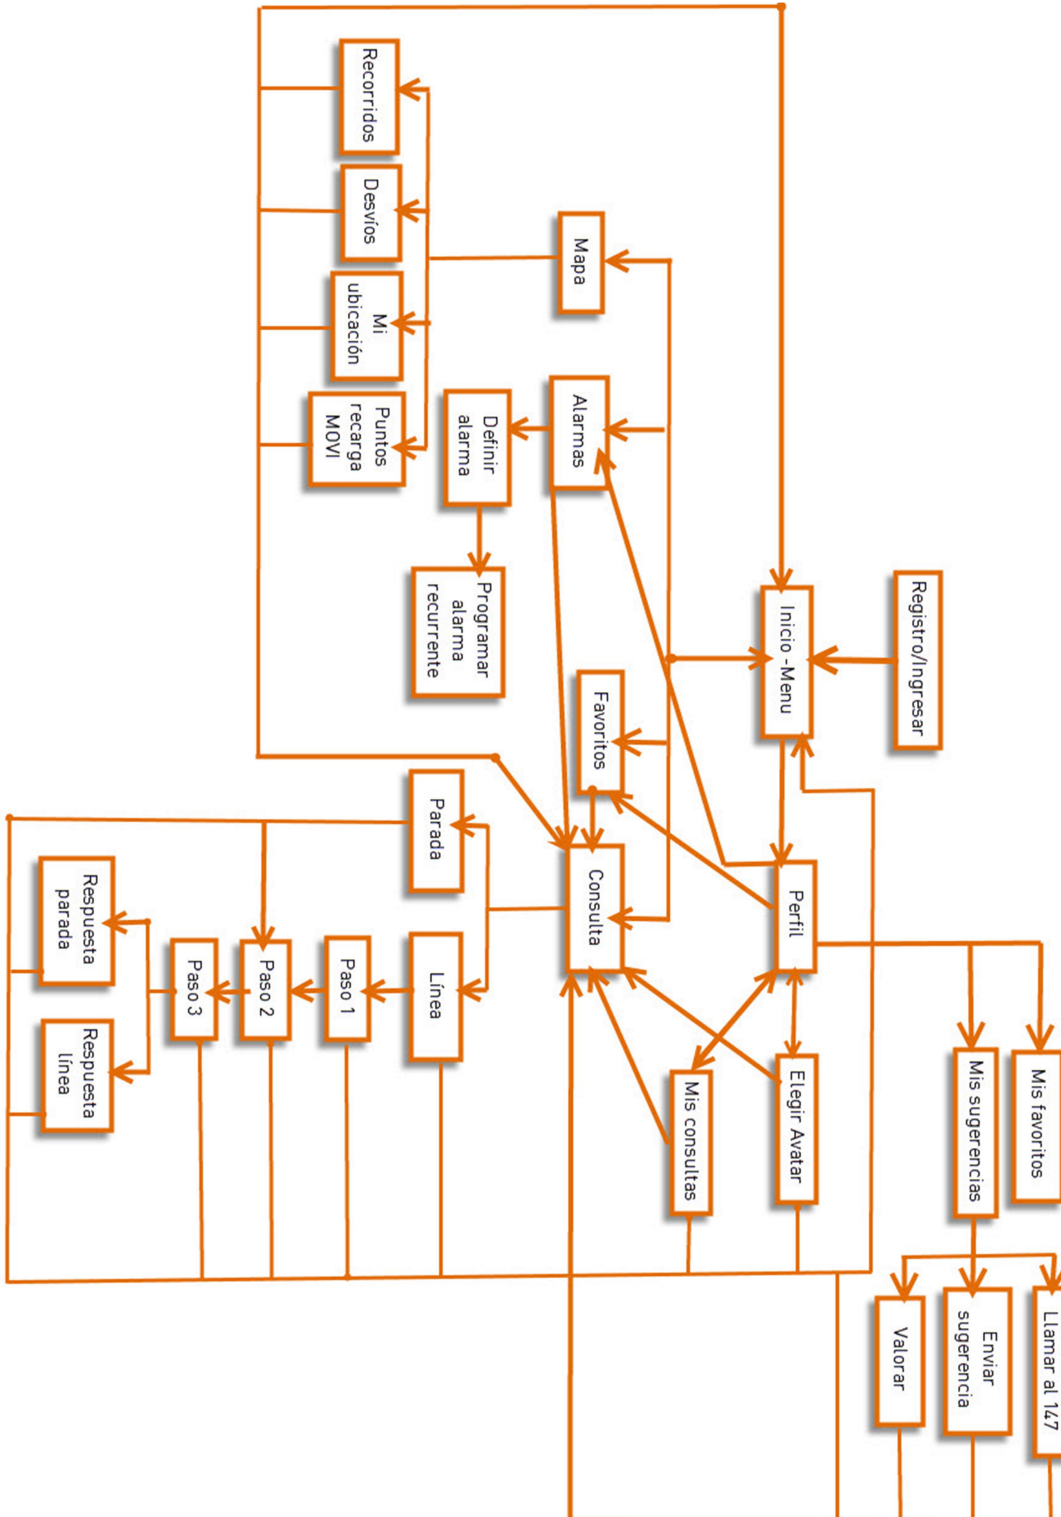 Registro/Ingresar
Inicio -Menu
Mapa
Alarmas
Favoritos
Consulta
Perfil
Elegir Avatar
Mis consultas
Mis favoritos
Mis sugerencias
Llamar al 147
Enviar
sugerencia
Valorar
Recorridos
Desvíos
Mi
ubicación
Puntos
recarga
MOVI
Definir
alarma
Programar
alarma
recurrente
Parada
Línea
Paso 1
Paso 2
Paso 3
Respuesta
parada
Respuesta
línea